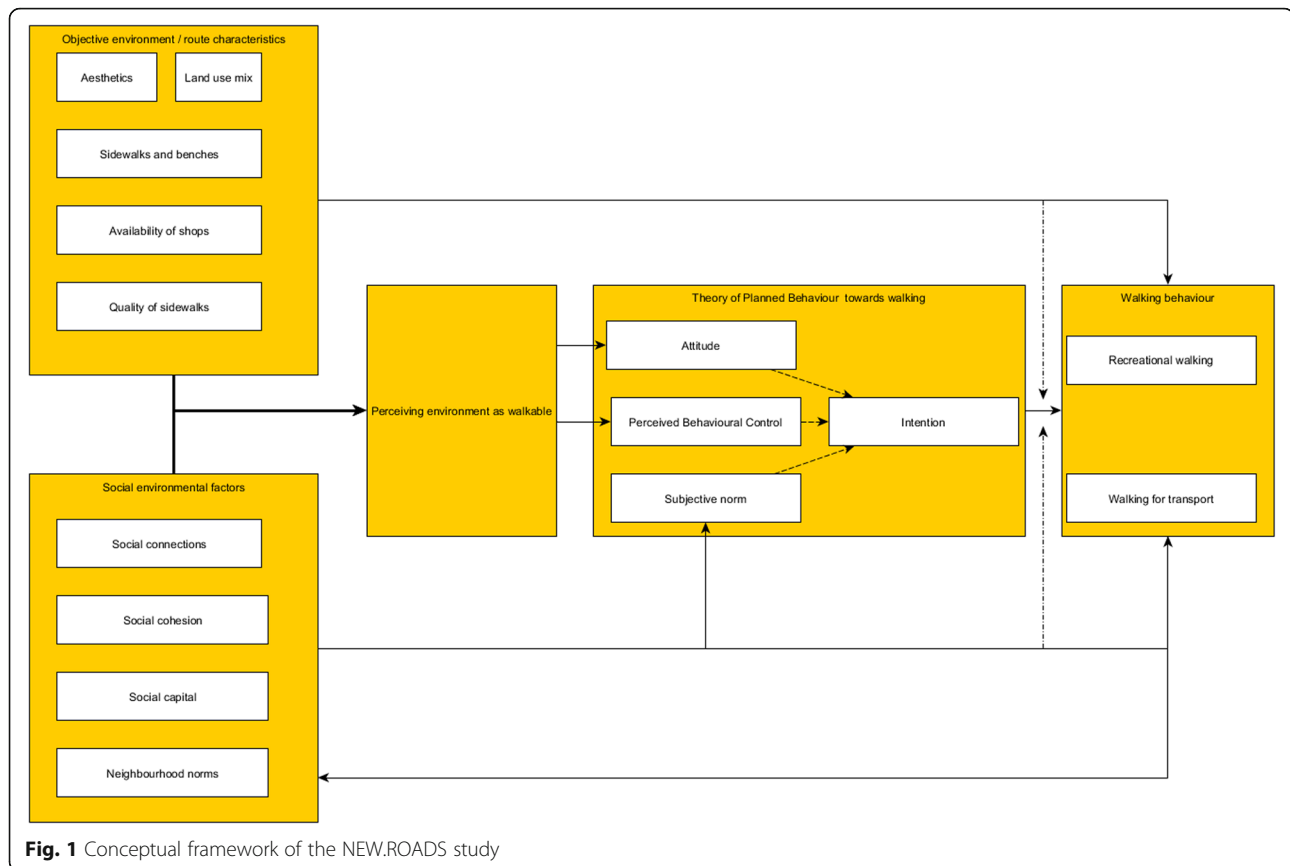 Objective environment / route characteristics
Aesthetics
Land use mix
Sidewalks and benches
Availability of shops
Quality of sidewalks
Perceiving environment as walkable
Theory of Planned Behaviour towards walking
Attitude
Perceived Behavioural Control
Intention
Subjective norm
Walking behaviour
Recreational walking
Walking for transport
Social environmental factors
Social connections
Social cohesion
Social capital
Neighbourhood norms
Fig. 1 Conceptual framework of the NEW.ROADS study